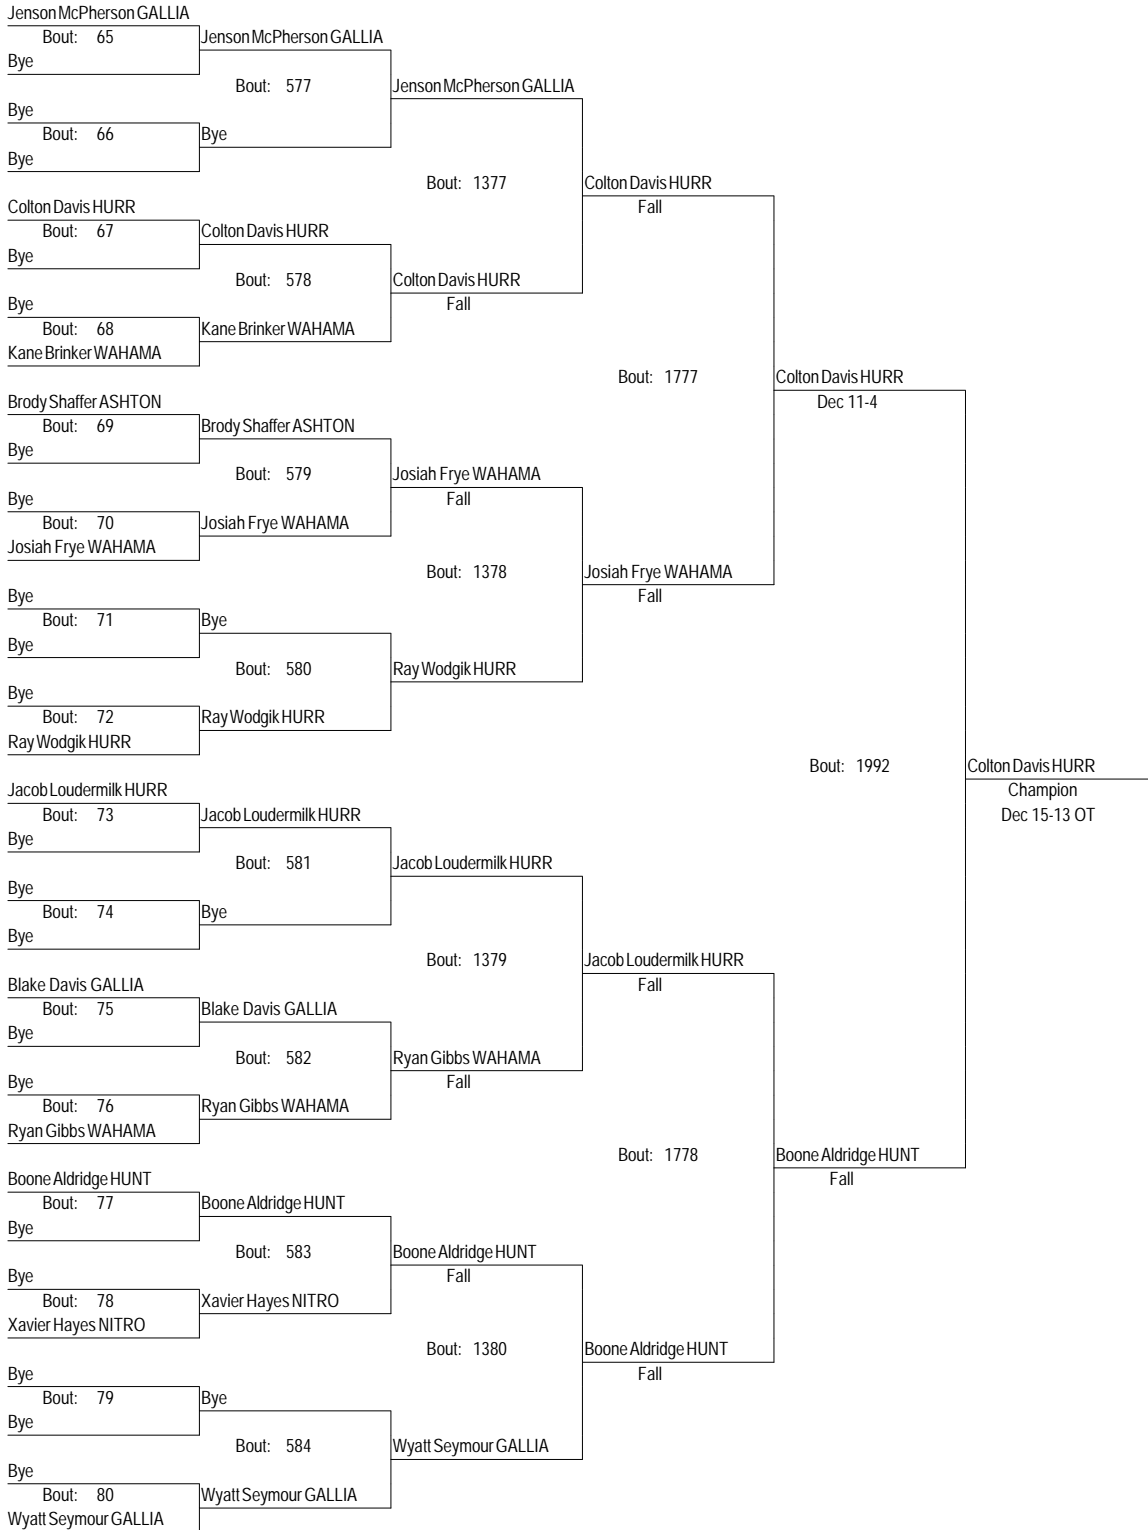 Jenson McPherson GALLIA
Bout: 65 Jenson McPherson GALLIA
Bye
Bout: 577 Jenson McPherson GALLIA
Bye
Bout: 66 Bye
Bye
Bout: 1377 Colton Davis HURR
Colton Davis HURR Fall
Bout: 67 Colton Davis HURR
Bye
Bout: 578 Colton Davis HURR
Bye Fall
Bout: 68 Kane Brinker WAHAMA
Kane Brinker WAHAMA
Bout: 1777 Colton Davis HURR
Brody Shaffer ASHTON Dec 11-4
Bout: 69 Brody Shaffer ASHTON
Bye
Bout: 579 Josiah Frye WAHAMA
Bye Fall
Bout: 70 Josiah Frye WAHAMA
Josiah Frye WAHAMA
Bout: 1378 Josiah Frye WAHAMA
Bye Fall
Bout: 71 Bye
Bye
Bout: 580 Ray Wodgik HURR
Bye
Bout: 72 Ray Wodgik HURR
Ray Wodgik HURR
Bout: 1992 Colton Davis HURR
Jacob Loudermilk HURR Champion
Bout: 73 Jacob Loudermilk HURR Dec 15-13 OT
Bye
Bout: 581 Jacob Loudermilk HURR
Bye
Bout: 74 Bye
Bye
Bout: 1379 Jacob Loudermilk HURR
Blake Davis GALLIA Fall
Bout: 75 Blake Davis GALLIA
Bye
Bout: 582 Ryan Gibbs WAHAMA
Bye Fall
Bout: 76 Ryan Gibbs WAHAMA
Ryan Gibbs WAHAMA
Bout: 1778 Boone Aldridge HUNT
Boone Aldridge HUNT Fall
Bout: 77 Boone Aldridge HUNT
Bye
Bout: 583 Boone Aldridge HUNT
Bye Fall
Bout: 78 Xavier Hayes NITRO
Xavier Hayes NITRO
Bout: 1380 Boone Aldridge HUNT
Bye Fall
Bout: 79 Bye
Bye
Bout: 584 Wyatt Seymour GALLIA
Bye
Bout: 80 Wyatt Seymour GALLIA
Wyatt Seymour GALLIA